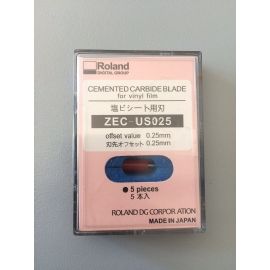 Roland
DIGITAL GROUP
CEMENTED CARBIDE BLADE
for vinyl film
塩ビシート用刃
ZEC-US025
offset value 0.25mm
刃先オフセット 0.25mm
● 5 pieces
5 本入
ROLAND DG CORPOR ATION
MADE IN JAPAN